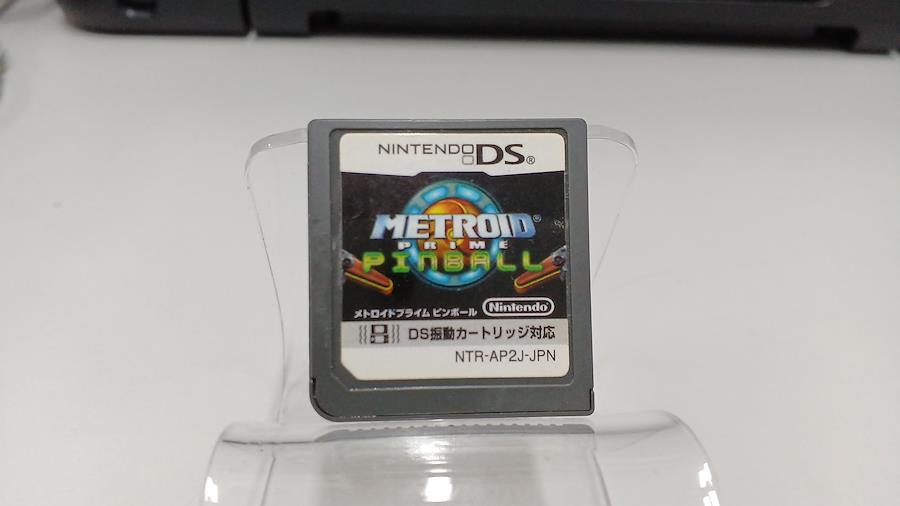 NINTENDO DS®
METROID®
PRIME
PINBALL
メトロイドプライム ピンボール
Nintendo®
DS振動カートリッジ対応
NTR-AP2J-JPN